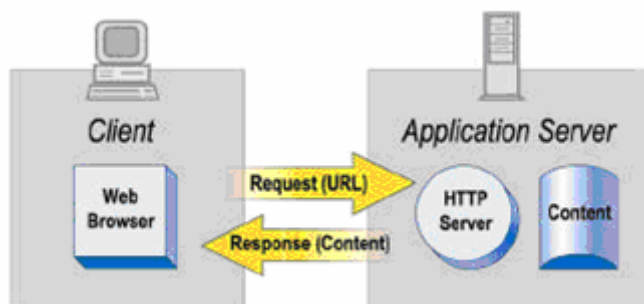 Client
Application Server
Web
Browser
Request (URL)
Response (Content)
HTTP
Server
Content